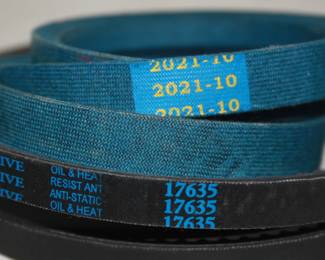 2021-10
2021-10
2021-10
IVE OIL & HEAT
IVE RESIST ANT 17635
IVE ANTI-STATIC 17635
OIL & HEAT 17635